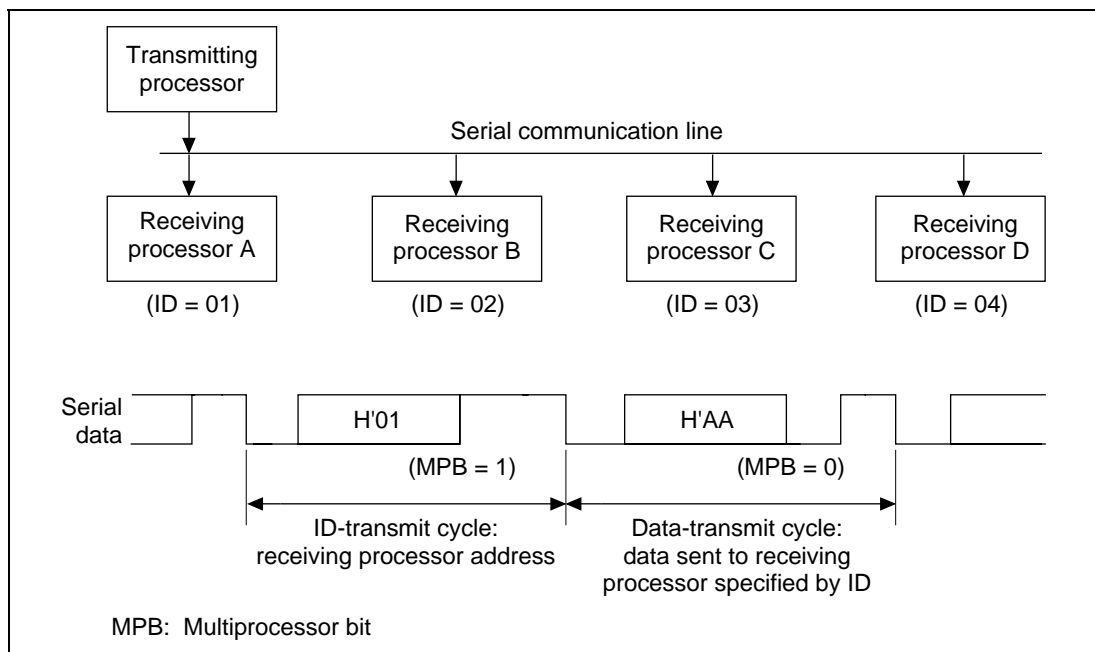 Transmitting
processor
Serial communication line
Receiving
processor A
Receiving
processor B
Receiving
processor C
Receiving
processor D
(ID = 01)
(ID = 02)
(ID = 03)
(ID = 04)
Serial
data
H'01
H'AA
(MPB = 1)
(MPB = 0)
ID-transmit cycle:
receiving processor address
Data-transmit cycle:
data sent to receiving
processor specified by ID
MPB: Multiprocessor bit